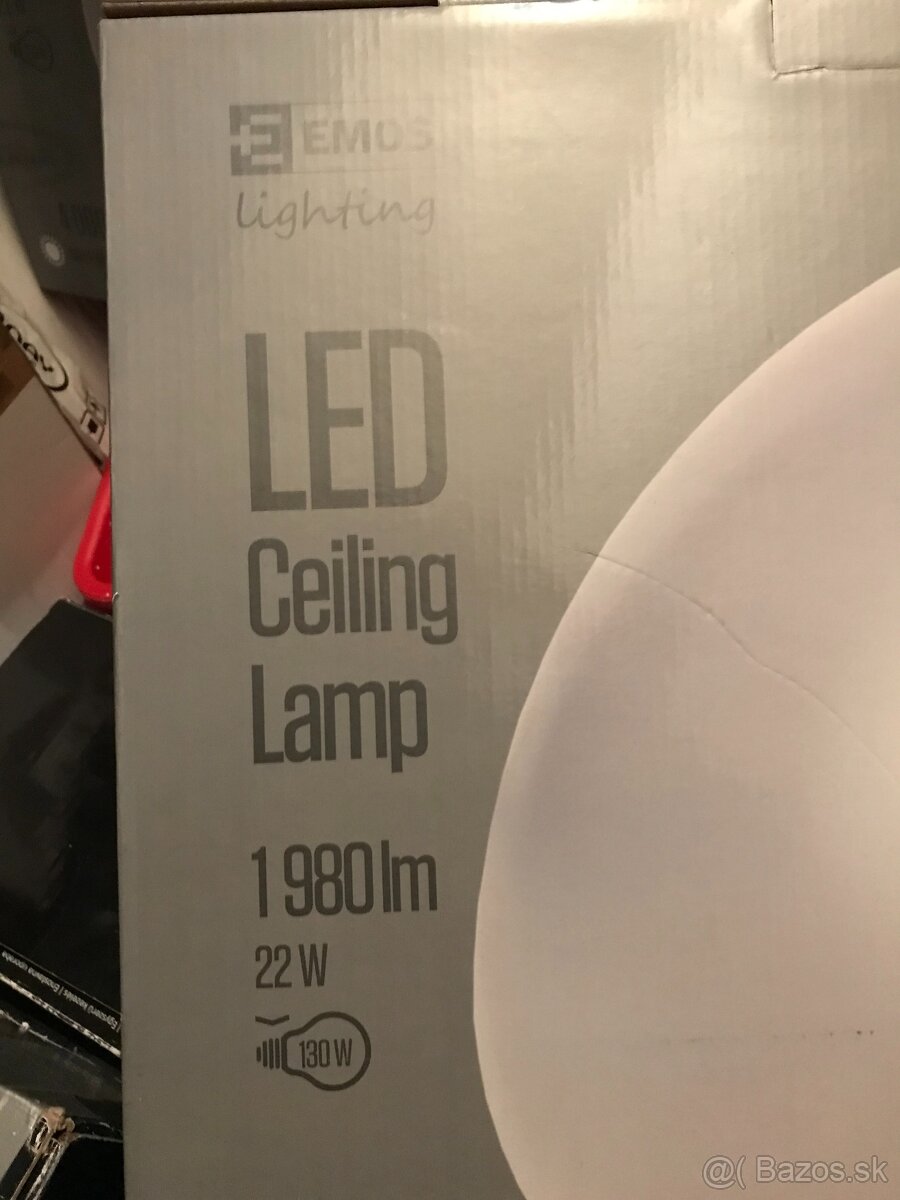 EMOS
lighting
LED
Ceiling
Lamp
1 980 lm
22 W
130 W
@( Bazos.sk